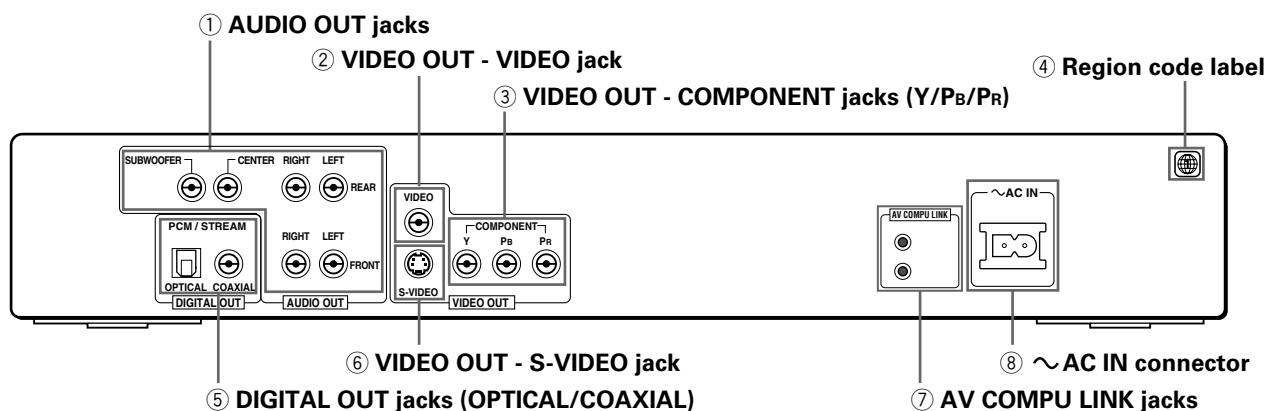 ① AUDIO OUT jacks
② VIDEO OUT - VIDEO jack
④ Region code label
③ VIDEO OUT - COMPONENT jacks (Y/PB/PR)
SUBWOOFER CENTER RIGHT LEFT
REAR
VIDEO
∼AC IN
AV COMPU LINK
PCM / STREAM
RIGHT LEFT
COMPONENT
Y PB PR
FRONT
OPTICAL COAXIAL
S-VIDEO
DIGITAL OUT AUDIO OUT VIDEO OUT
⑥ VIDEO OUT - S-VIDEO jack
⑧ ∼ AC IN connector
⑤ DIGITAL OUT jacks (OPTICAL/COAXIAL)
⑦ AV COMPU LINK jacks